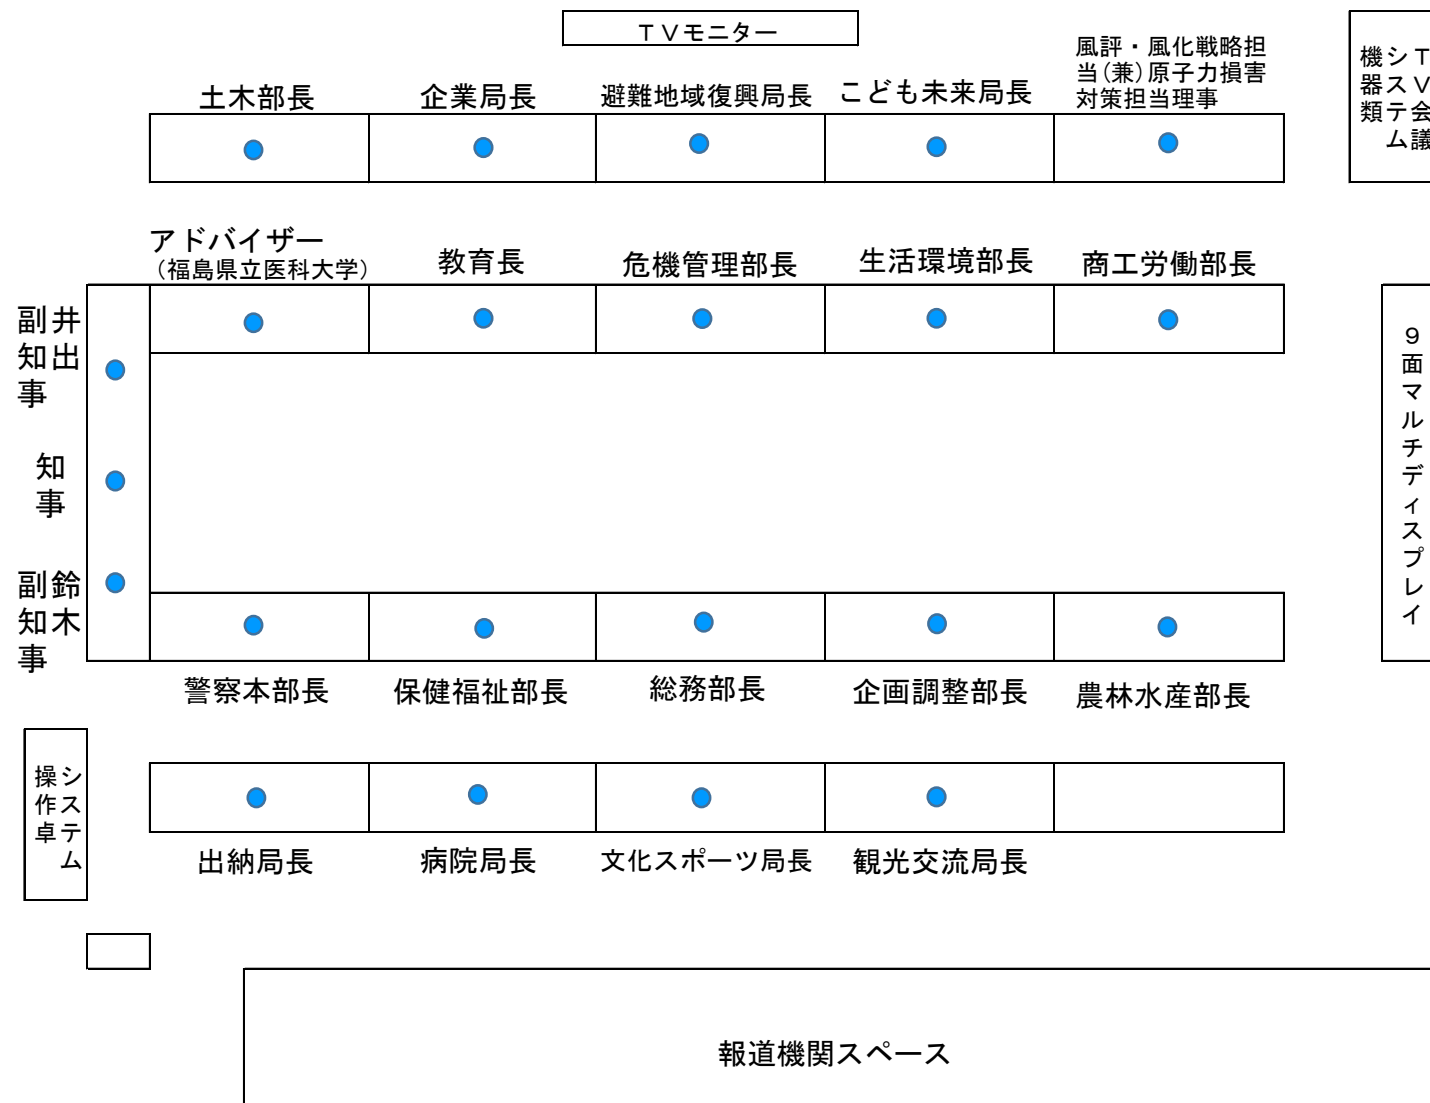 ＴＶモニター
風評・風化戦略担
当(兼)原子力損害
対策担当理事
土木部長
企業局長
避難地域復興局長
こども未来局長
ＴＶ会議
システム
機器類
アドバイザー
（福島県立医科大学）
教育長
危機管理部長
生活環境部長
商工労働部長
井出
副知事
知事
鈴木
副知事
９面マルチディスプレイ
警察本部長
保健福祉部長
総務部長
企画調整部長
農林水産部長
システム
操作卓
出納局長
病院局長
文化スポーツ局長
観光交流局長
報道機関スペース